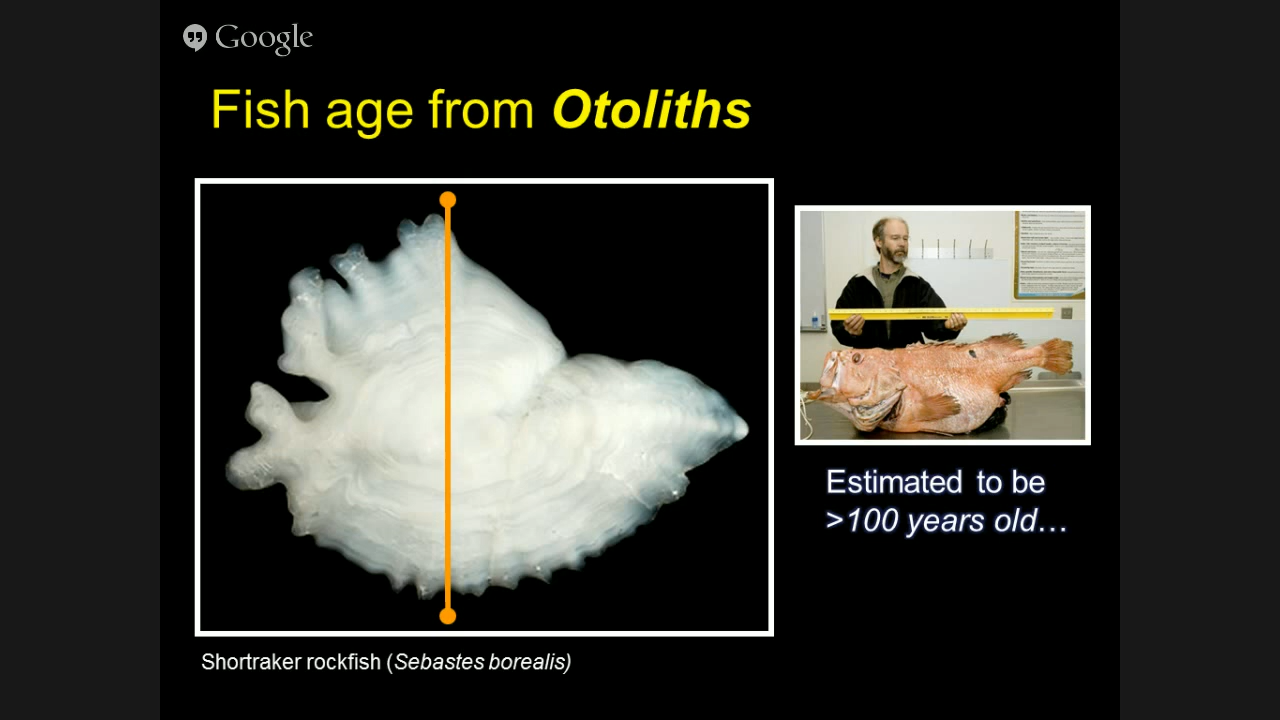 Google
Fish age from Otoliths
Estimated to be
>100 years old…
Shortraker rockfish (Sebastes borealis)